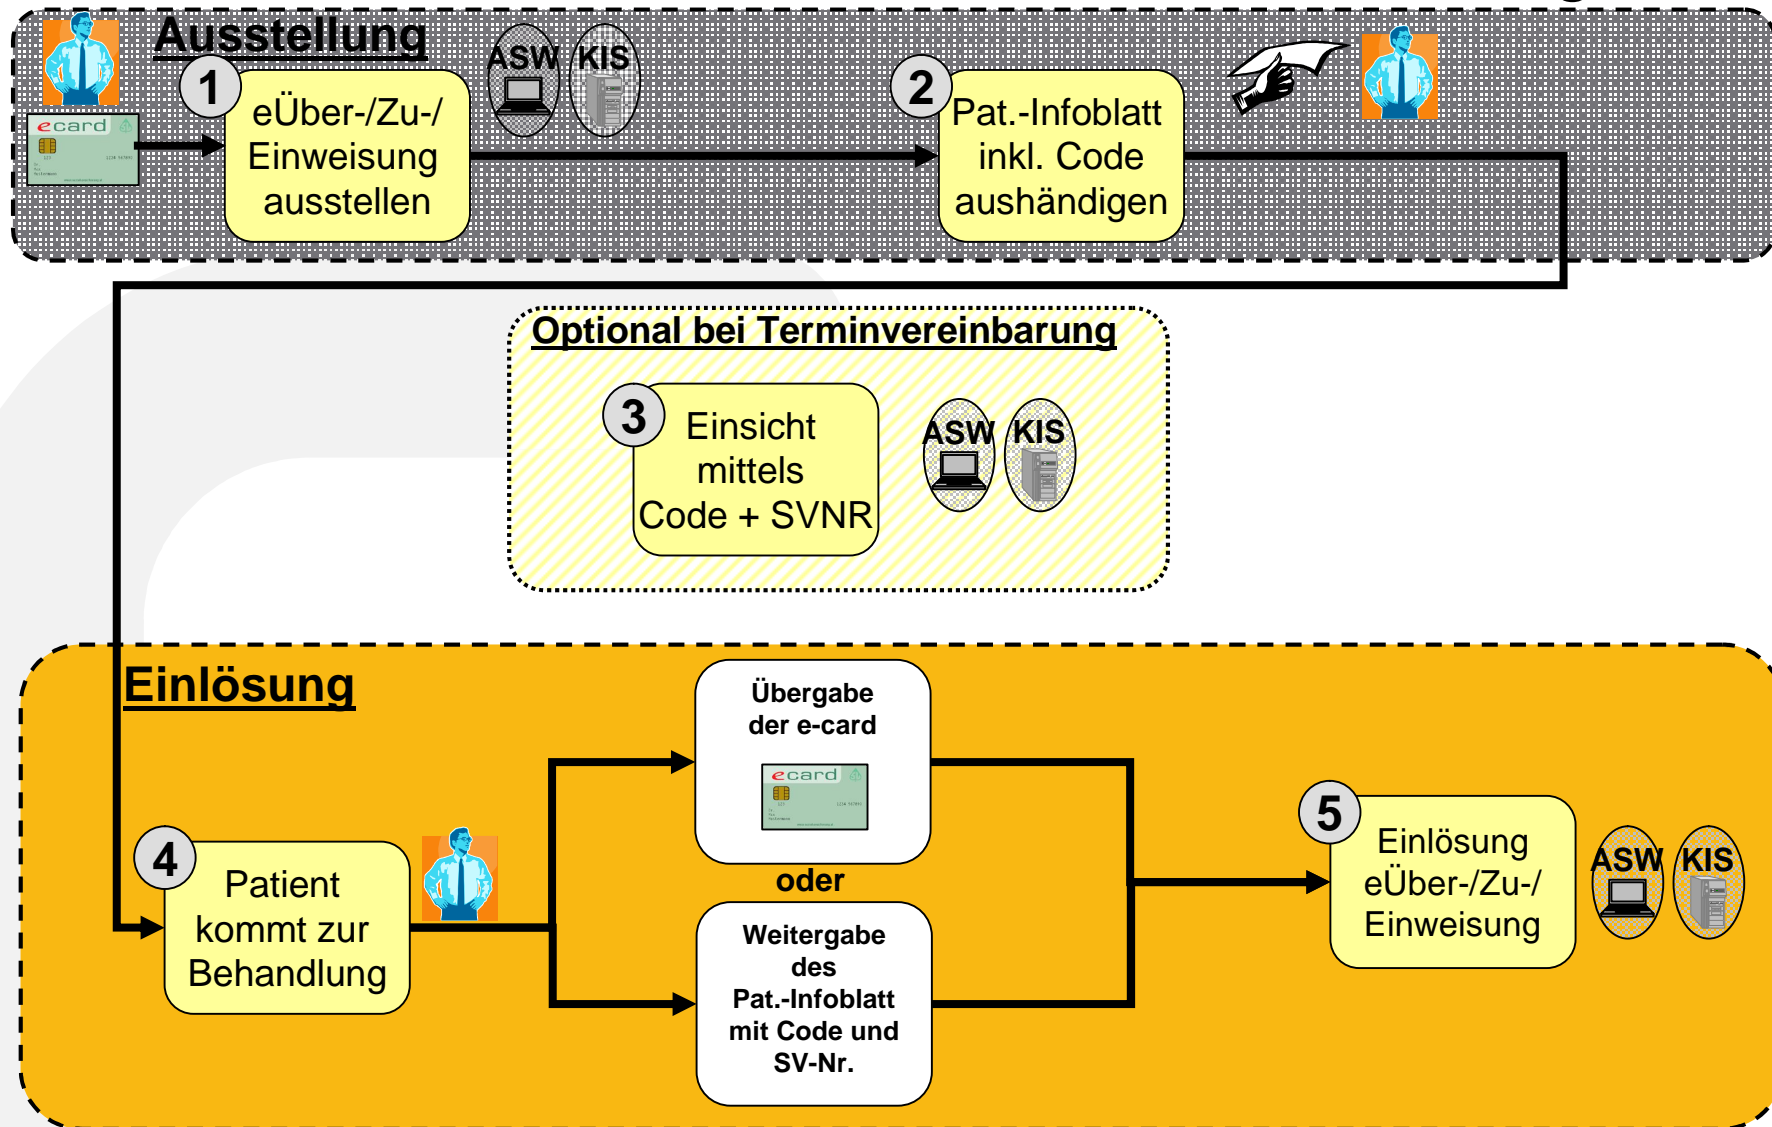 Ausstellung
1
eÜber-/Zu-/
Einweisung
ausstellen
ASW KIS
2
Pat.-Infoblatt
inkl. Code
aushändigen
ecard
Optional bei Terminvereinbarung
3
Einsicht
mittels
Code + SVNR
ASW KIS
Einlösung
4
Patient
kommt zur
Behandlung
Übergabe
der e-card
ecard
oder
Weitergabe
des
Pat.-Infoblatt
mit Code und
SV-Nr.
5
Einlösung
eÜber-/Zu-/
Einweisung
ASW KIS